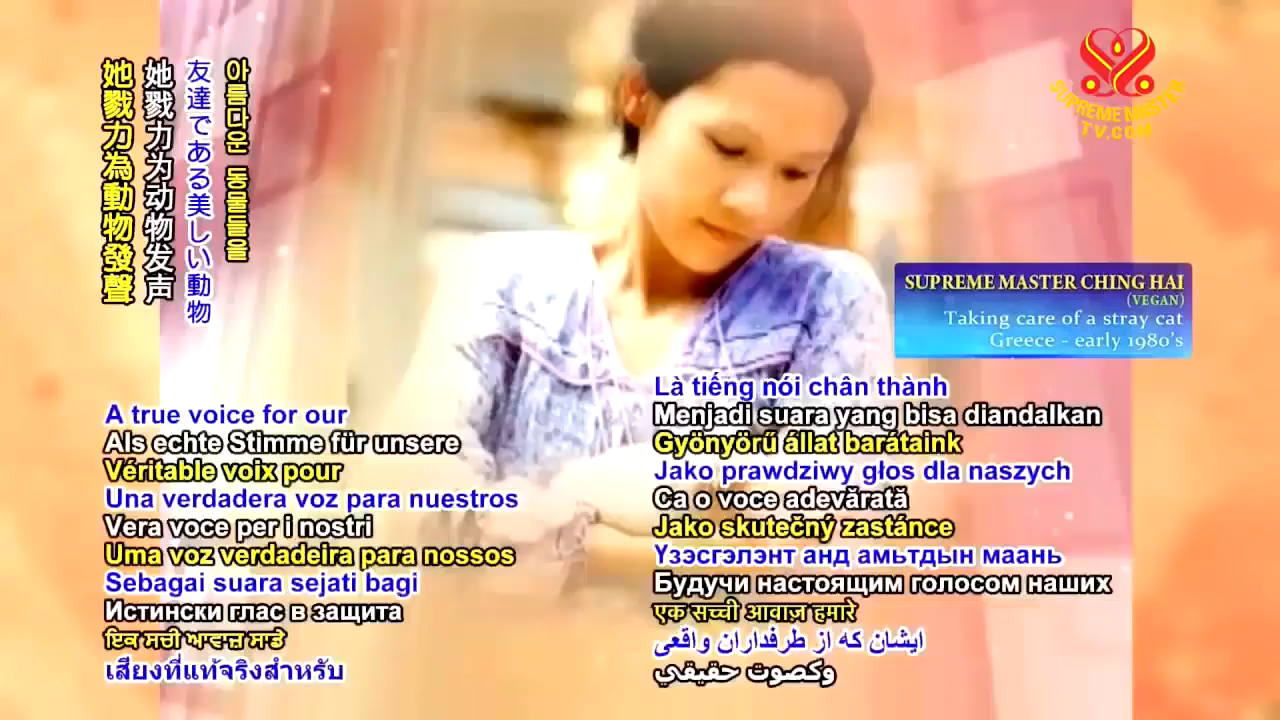 她戮力為動物發聲
她戮力为动物发声
友達である美しい動物
아름다운 동물들을
SUPREME MASTER
TV.COM
SUPREME MASTER CHING HAI
(VEGAN)
Taking care of a stray cat
Greece - early 1980's
A true voice for our
Als echte Stimme für unsere
Véritable voix pour
Una verdadera voz para nuestros
Vera voce per i nostri
Uma voz verdadeira para nossos
Sebagai suara sejati bagi
Истински глас в защита
ਇਕ ਸਚੀ ਆਵਾਜ਼ ਸਾਡੇ
เสียงที่แท้จริงสำหรับ
Là tiếng nói chân thành
Menjadi suara yang bisa diandalkan
Gyönyörű állat barátaink
Jako prawdziwy głos dla naszych
Ca o voce adevărată
Jako skutečný zastánce
Үзэсгэлэнт анд амьтдын маань
Будучи настоящим голосом наших
एक सच्ची आवाज़ हमारे
ایشان که از طرفداران واقعی
وكصوت حقيقي